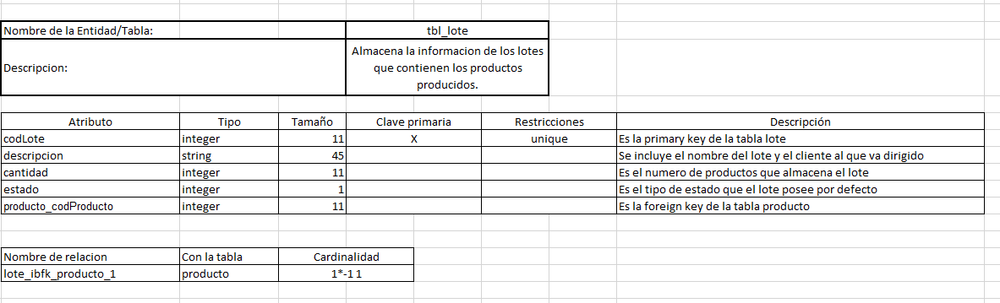 Nombre de la Entidad/Tabla: tbl_lote
Descripcion: Almacena la informacion de los lotes
que contienen los productos
producidos.
Atributo Tipo Tamaño Clave primaria Restricciones Descripción
codLote integer 11 X unique Es la primary key de la tabla lote
descripcion string 45 Se incluye el nombre del lote y el cliente al que va dirigido
cantidad integer 11 Es el numero de productos que almacena el lote
estado integer 1 Es el tipo de estado que el lote posee por defecto
producto_codProducto integer 11 Es la foreign key de la tabla producto
Nombre de relacion Con la tabla Cardinalidad
lote_ibfk_producto_1 producto 1*-1 1